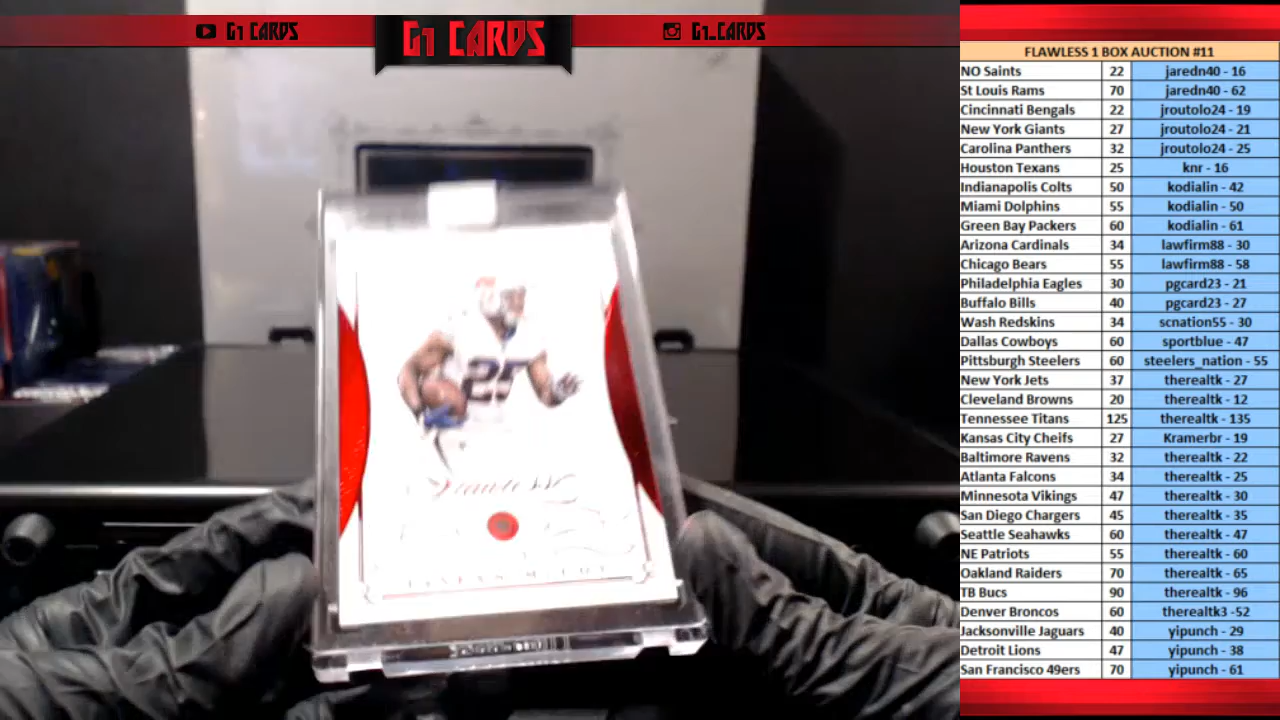 G1 CARDS
G1 CARDS
G1_CARDS
25
Flawless
FLAWLESS 1 BOX AUCTION #11
NO Saints 22 jaredn40 - 16
St Louis Rams 70 jaredn40 - 62
Cincinnati Bengals 22 jroutolo24 - 19
New York Giants 27 jroutolo24 - 21
Carolina Panthers 32 jroutolo24 - 25
Houston Texans 25 knr - 16
Indianapolis Colts 50 kodialin - 42
Miami Dolphins 55 kodialin - 50
Green Bay Packers 60 kodialin - 61
Arizona Cardinals 34 lawfirm88 - 30
Chicago Bears 55 lawfirm88 - 58
Philadelphia Eagles 30 pgcard23 - 21
Buffalo Bills 40 pgcard23 - 27
Wash Redskins 34 scnation55 - 30
Dallas Cowboys 60 sportblue - 47
Pittsburgh Steelers 60 steelers_nation - 55
New York Jets 37 therealtk - 27
Cleveland Browns 20 therealtk - 12
Tennessee Titans 125 therealtk - 135
Kansas City Cheifs 27 Kramerbr - 19
Baltimore Ravens 32 therealtk - 22
Atlanta Falcons 34 therealtk - 25
Minnesota Vikings 47 therealtk - 30
San Diego Chargers 45 therealtk - 35
Seattle Seahawks 60 therealtk - 47
NE Patriots 55 therealtk - 60
Oakland Raiders 70 therealtk - 65
TB Bucs 90 therealtk - 96
Denver Broncos 60 therealtk3 -52
Jacksonville Jaguars 40 yipunch - 29
Detroit Lions 47 yipunch - 38
San Francisco 49ers 70 yipunch - 61